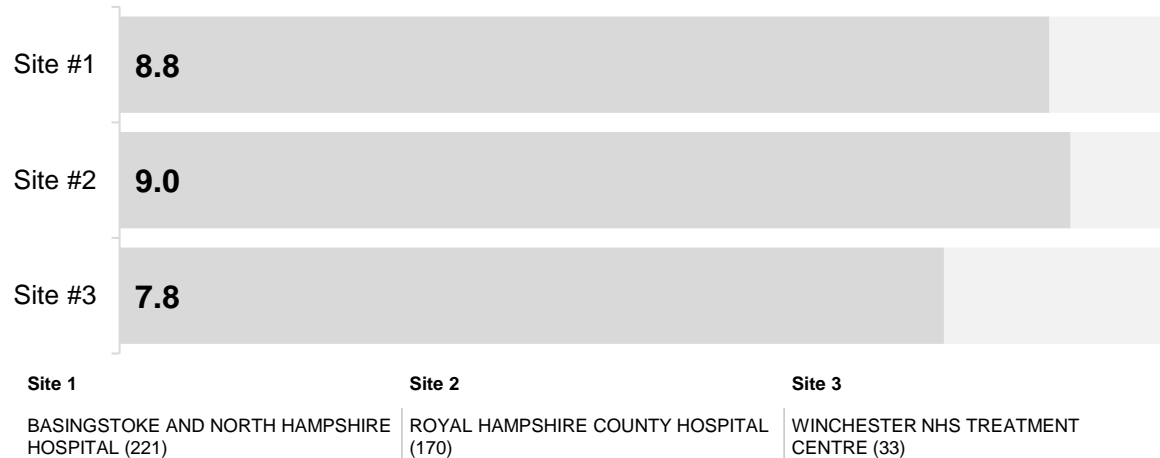 Site #1 8.8
Site #2 9.0
Site #3 7.8
Site 1 Site 2 Site 3
BASINGSTOKE AND NORTH HAMPSHIRE
HOSPITAL (221)
ROYAL HAMPSHIRE COUNTY HOSPITAL
(170)
WINCHESTER NHS TREATMENT
CENTRE (33)